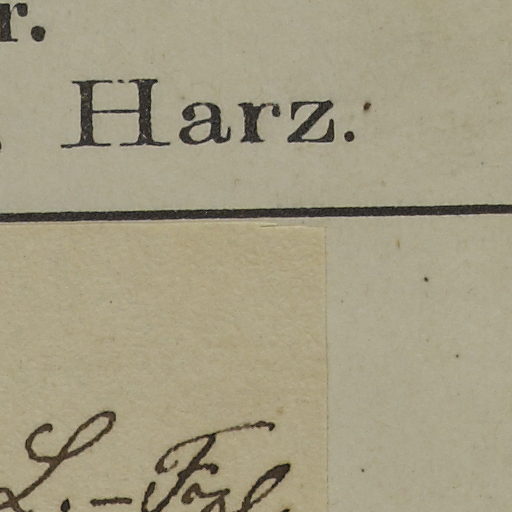 r.
, Harz.
L.-